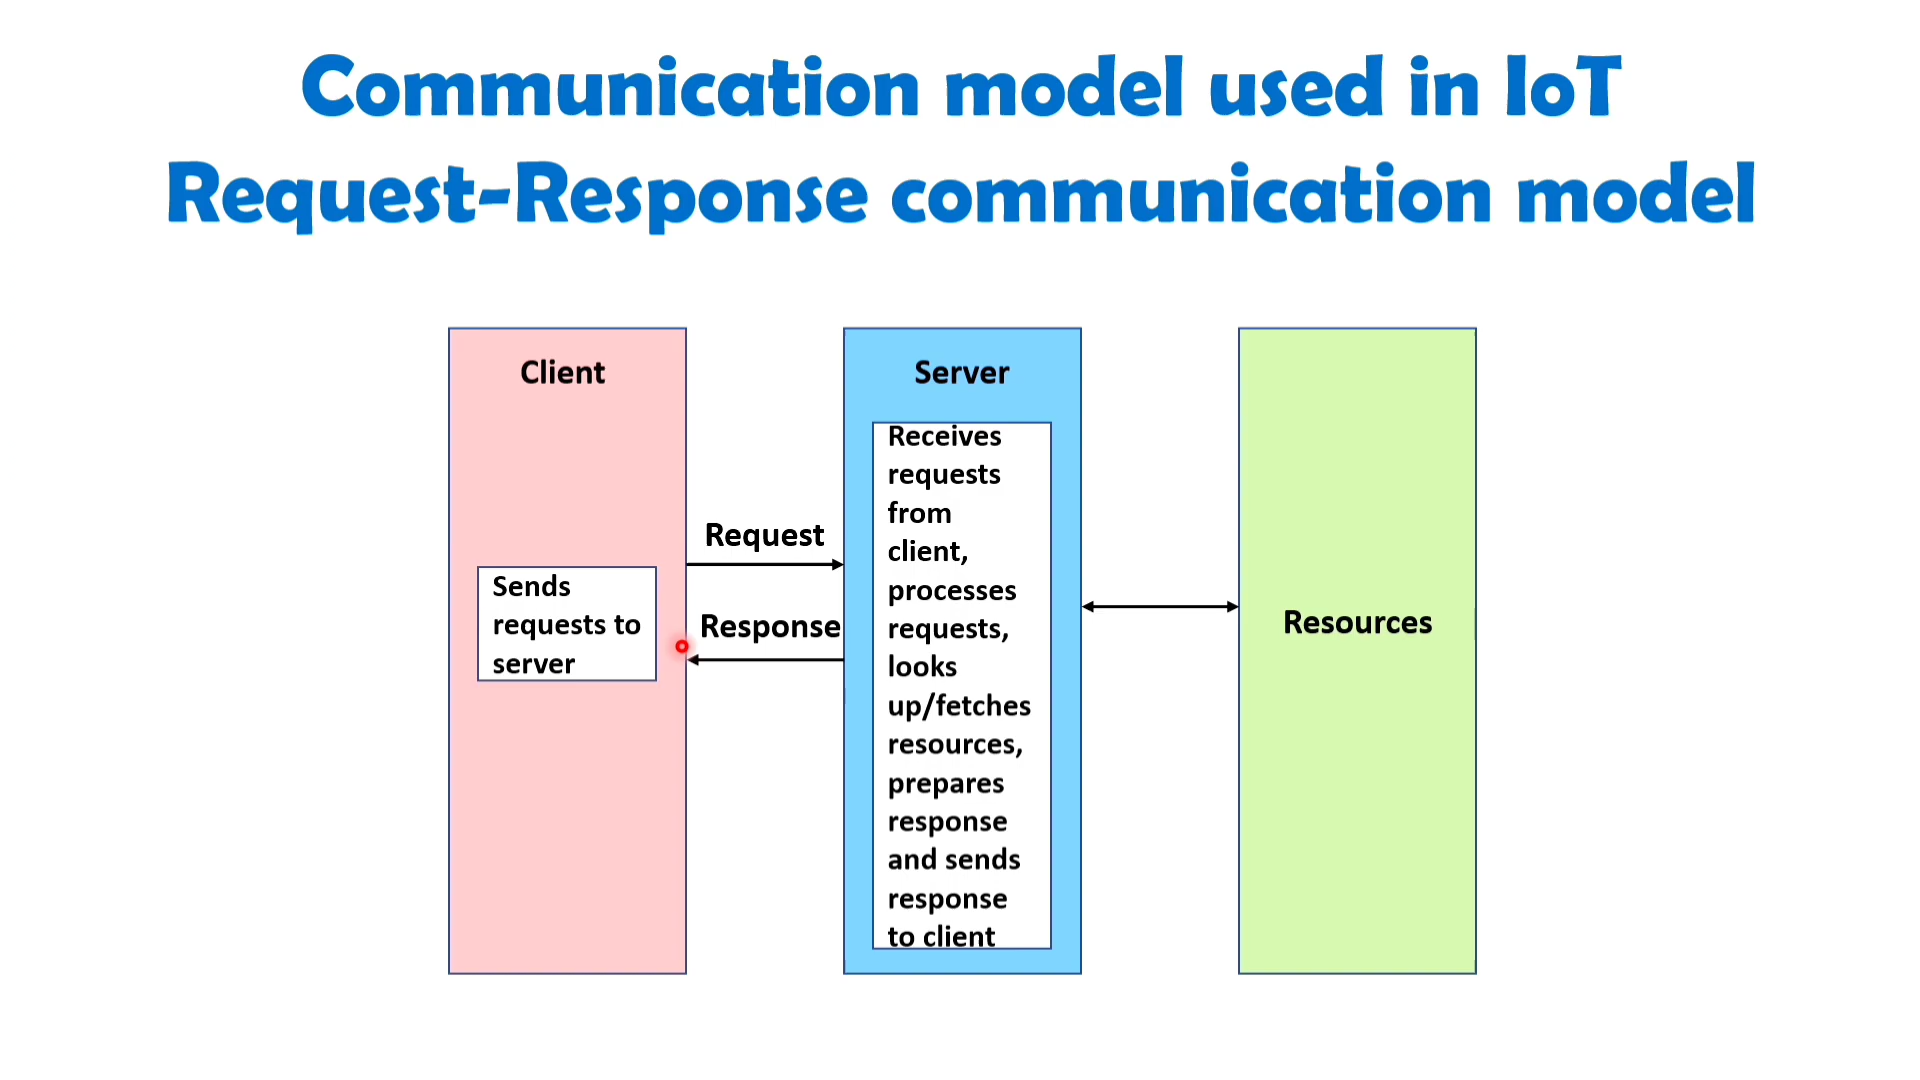 Communication model used in IoT
Request-Response communication model
Client
Sends
requests to
server
Request
Response
Server
Receives
requests
from
client,
processes
requests,
looks
up/fetches
resources,
prepares
response
and sends
response
to client
Resources